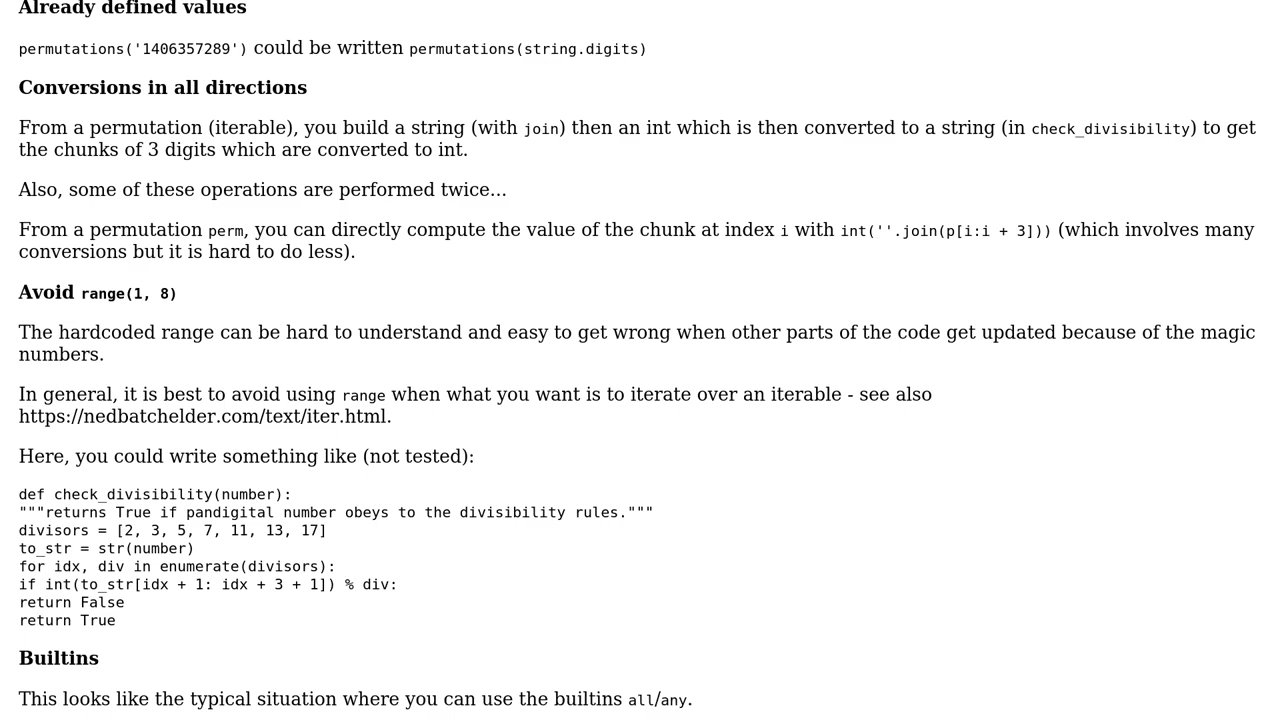 Already defined values
permutations('1406357289') could be written permutations(string.digits)
Conversions in all directions
From a permutation (iterable), you build a string (with join) then an int which is then converted to a string (in check_divisibility) to get
the chunks of 3 digits which are converted to int.
Also, some of these operations are performed twice...
From a permutation perm, you can directly compute the value of the chunk at index i with int(''.join(p[i:i + 3])) (which involves many
conversions but it is hard to do less).
Avoid range(1, 8)
The hardcoded range can be hard to understand and easy to get wrong when other parts of the code get updated because of the magic
numbers.
In general, it is best to avoid using range when what you want is to iterate over an iterable - see also
https://nedbatchelder.com/text/iter.html.
Here, you could write something like (not tested):
def check_divisibility(number):
"""returns True if pandigital number obeys to the divisibility rules."""
divisors = [2, 3, 5, 7, 11, 13, 17]
to_str = str(number)
for idx, div in enumerate(divisors):
if int(to_str[idx + 1: idx + 3 + 1]) % div:
return False
return True
Builtins
This looks like the typical situation where you can use the builtins all/any.